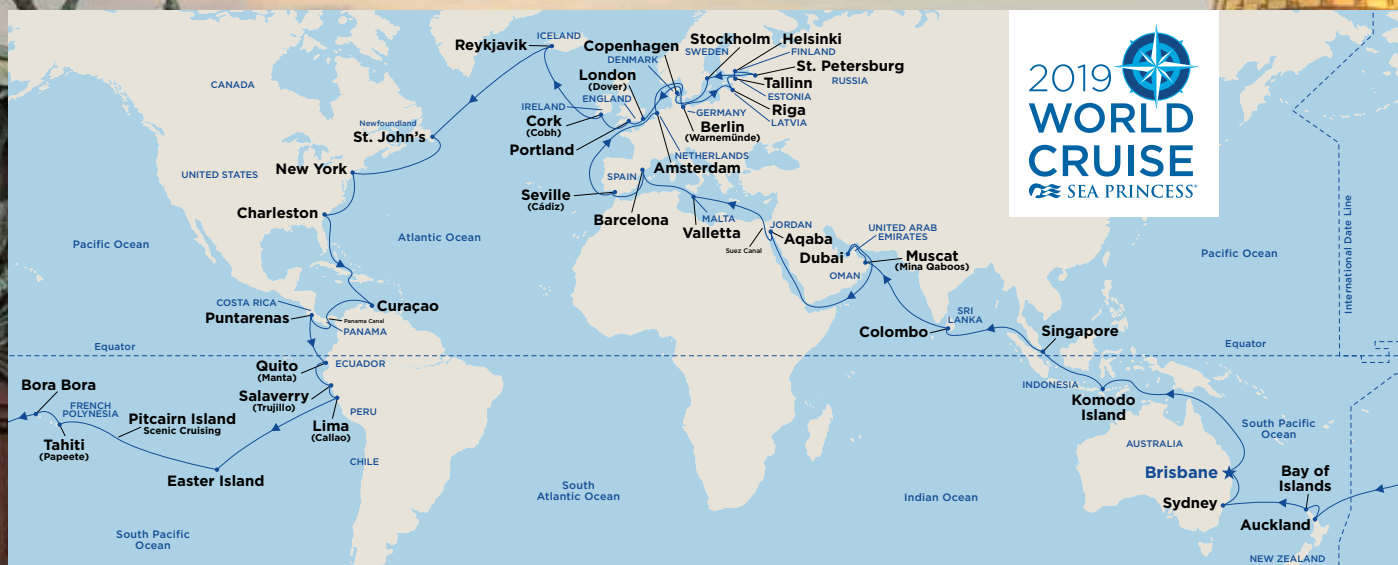 2019
WORLD
CRUISE
SEA PRINCESS®
Reykjavik
ICELAND
Copenhagen
DENMARK
Stockholm
SWEDEN
Helsinki
FINLAND
St. Petersburg
RUSSIA
Tallinn
ESTONIA
Riga
LATVIA
London
(Dover)
ENGLAND
IRELAND
Cork
(Cobh)
Portland
GERMANY
Berlin
(Warnemünde)
NETHERLANDS
Amsterdam
CANADA
Newfoundland
St. John's
New York
UNITED STATES
Charleston
Seville
(Cádiz)
SPAIN
Barcelona
MALTA
Valletta
Suez Canal
JORDAN
Aqaba
Dubai
UNITED ARAB
EMIRATES
Muscat
(Mina Qaboos)
OMAN
Pacific Ocean
Atlantic Ocean
Pacific Ocean
International Date Line
COSTA RICA
Puntarenas
Panama Canal
PANAMA
Curaçao
Colombo
SRI
LANKA
Singapore
Equator
Equator
Quito
(Manta)
ECUADOR
Salaverry
(Trujillo)
PERU
Lima
(Callao)
Bora Bora
FRENCH
POLYNESIA
Tahiti
(Papeete)
Pitcairn Island
Scenic Cruising
Easter Island
CHILE
INDONESIA
Komodo
Island
South Pacific
Ocean
AUSTRALIA
Brisbane
Sydney
Bay of
Islands
Auckland
NEW ZEALAND
South
Atlantic Ocean
Indian Ocean
South Pacific
Ocean